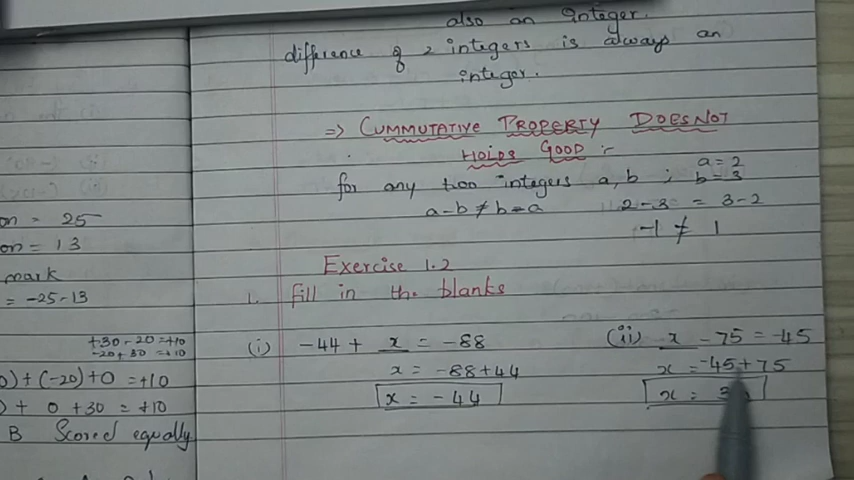 on = 25
on = 13
mark
= -25-13
+30-20=+10
-20+30=+10
0) + (-20)+0 = +10
) + 0 +30 = +10
B Scored equally
also an Integer.
difference of 2 integers is always an
integer.
=> CUMMUTATIVE PROPERTY DOES NOT
HOLDS GOOD :-
for any two integers a, b ; a=2
b=3
a-b ≠ b-a 2-3 = 3-2
-1 ≠ 1
Exercise 1.2
1. Fill in the blanks
(i) -44 + x = -88
x = -88+44
x = -44
(ii) x - 75 = -45
x = -45+75
x = 3